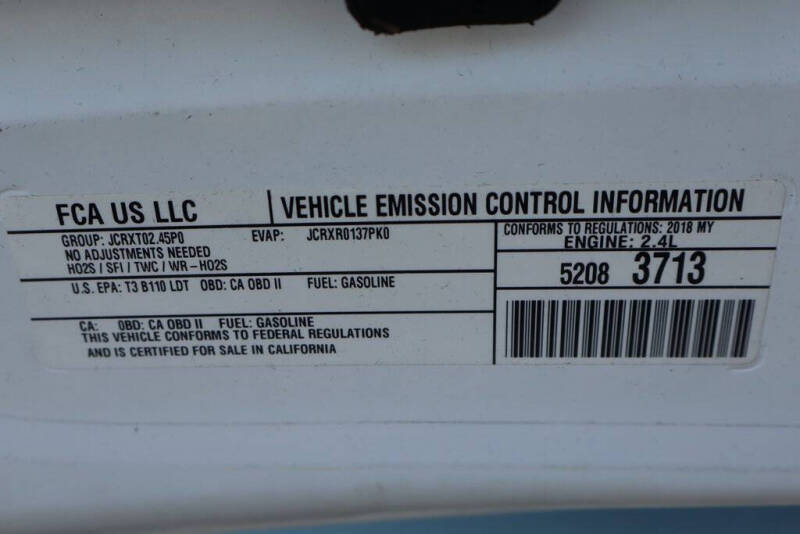 FCA US LLC
VEHICLE EMISSION CONTROL INFORMATION
GROUP: JCRXT02.45P0 EVAP: JCRXR0137PK0
NO ADJUSTMENTS NEEDED
HO2S / SFI / TWC / WR-HO2S
CONFORMS TO REGULATIONS: 2018 MY
ENGINE: 2.4L
5208 3713
U.S. EPA: T3 B110 LDT OBD: CA OBD II FUEL: GASOLINE
CA: OBD: CA OBD II FUEL: GASOLINE
THIS VEHICLE CONFORMS TO FEDERAL REGULATIONS
AND IS CERTIFIED FOR SALE IN CALIFORNIA